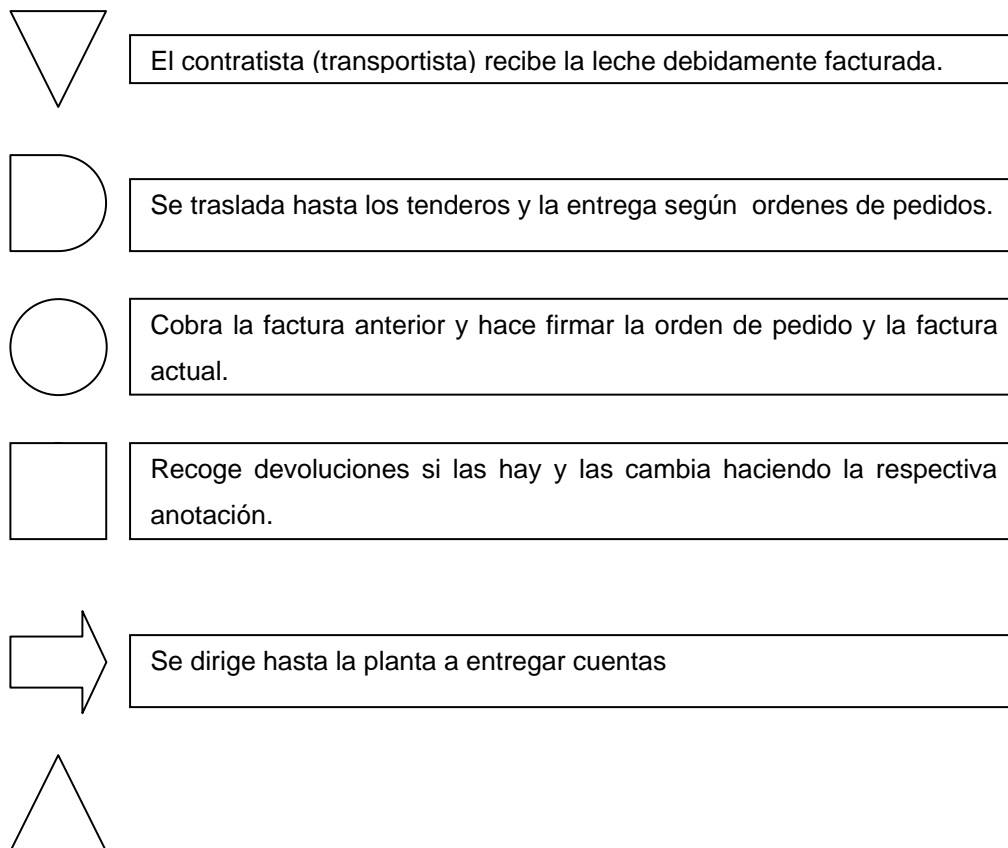 El contratista (transportista) recibe la leche debidamente facturada.
Se traslada hasta los tenderos y la entrega según ordenes de pedidos.
Cobra la factura anterior y hace firmar la orden de pedido y la factura
actual.
Recoge devoluciones si las hay y las cambia haciendo la respectiva
anotación.
Se dirige hasta la planta a entregar cuentas